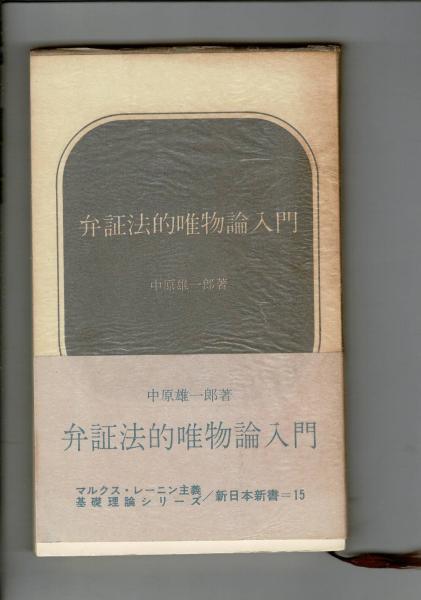 弁証法的唯物論入門
中原雄一郎著
中原雄一郎著
弁証法的唯物論入門
マルクス・レーニン主義
基礎理論シリーズ／新日本新書＝15